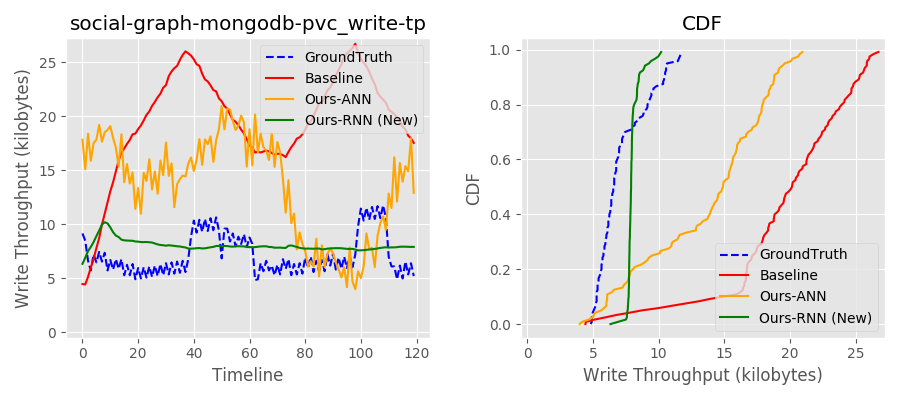 social-graph-mongodb-pvc_write-tp
Write Throughput (kilobytes)
25
20
15
10
5
0
GroundTruth
Baseline
Ours-ANN
Ours-RNN (New)
0 20 40 60 80 100 120
Timeline
CDF
CDF
1.0
0.8
0.6
0.4
0.2
0.0
GroundTruth
Baseline
Ours-ANN
Ours-RNN (New)
0 5 10 15 20 25
Write Throughput (kilobytes)